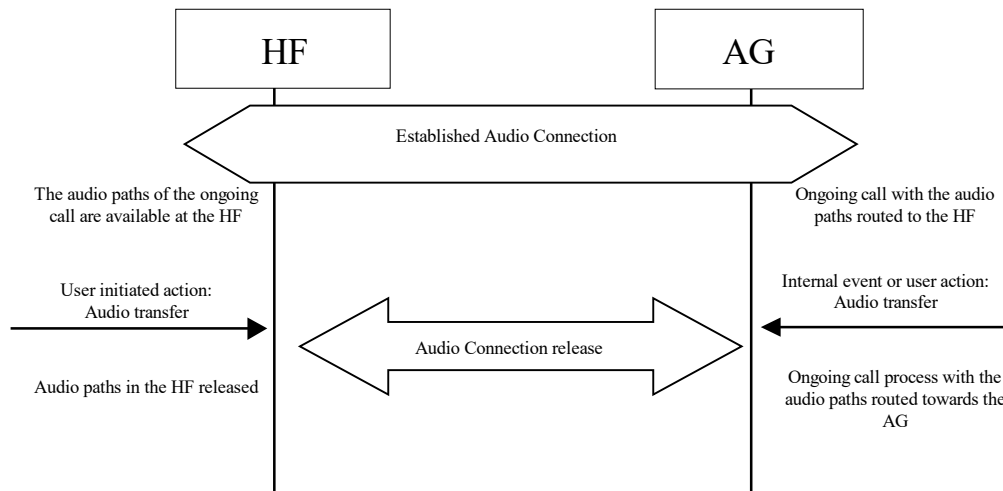 HF
AG
Established Audio Connection
The audio paths of the ongoing
call are available at the HF
Ongoing call with the audio
paths routed to the HF
User initiated action:
Audio transfer
Internal event or user action:
Audio transfer
Audio Connection release
Audio paths in the HF released
Ongoing call process with the
audio paths routed towards the
AG